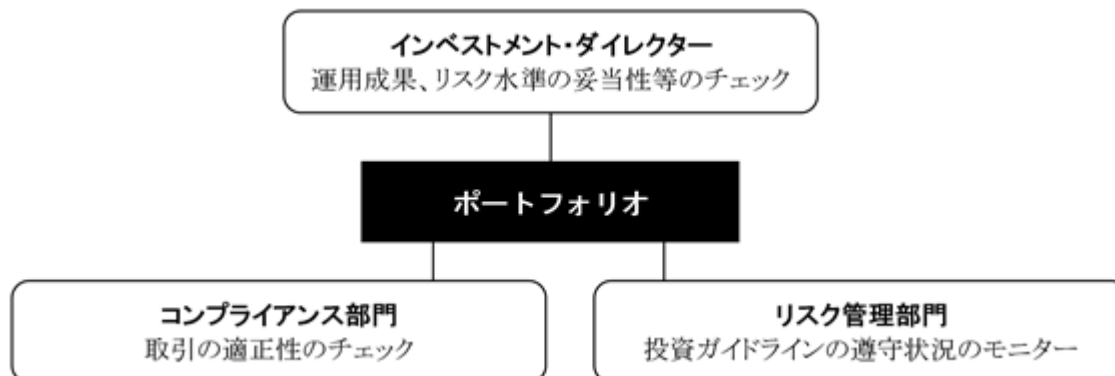 インベストメント・ダイレクター
運用成果、リスク水準の妥当性等のチェック
ポートフォリオ
コンプライアンス部門
取引の適正性のチェック
リスク管理部門
投資ガイドラインの遵守状況のモニター